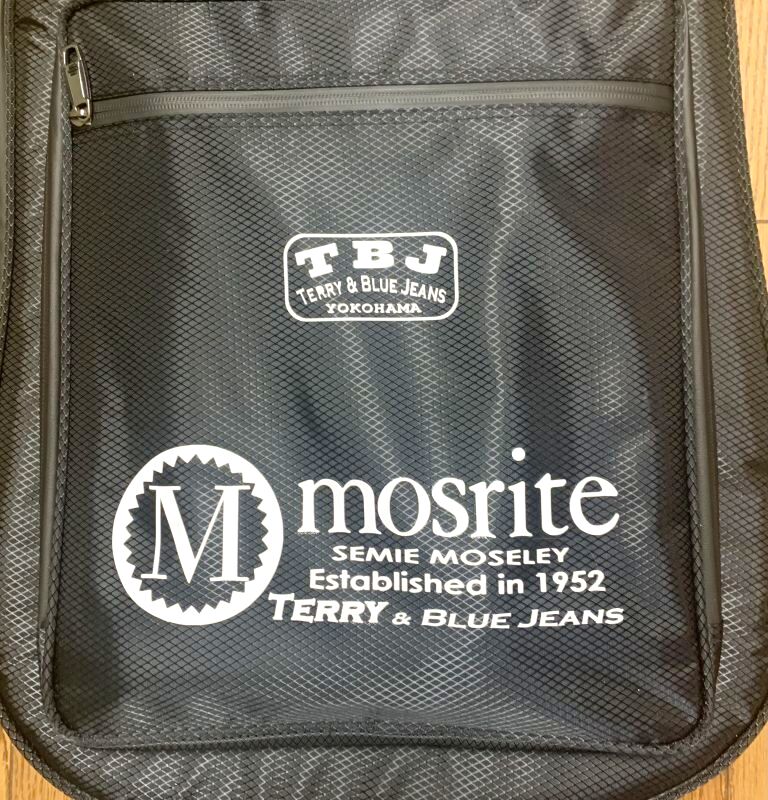 TBJ
TERRY & BLUE JEANS
YOKOHAMA
M
mosrite
SEMIE MOSELEY
Established in 1952
TERRY & BLUE JEANS